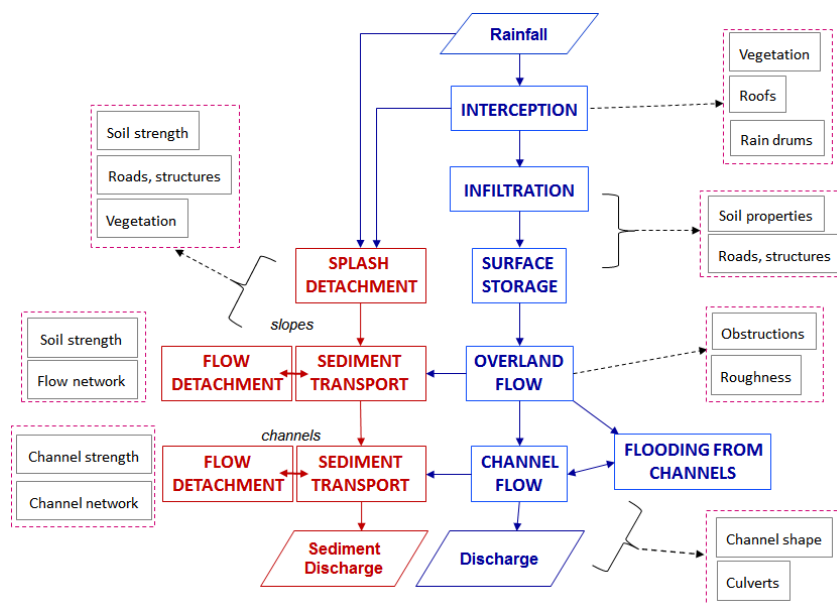 Rainfall
INTERCEPTION
Vegetation
Roofs
Rain drums
Soil strength
Roads, structures
Vegetation
INFILTRATION
Soil properties
Roads, structures
SPLASH
DETACHMENT
SURFACE
STORAGE
slopes
Soil strength
Flow network
FLOW
DETACHMENT
SEDIMENT
TRANSPORT
OVERLAND
FLOW
Obstructions
Roughness
channels
Channel strength
Channel network
FLOW
DETACHMENT
SEDIMENT
TRANSPORT
CHANNEL
FLOW
FLOODING FROM
CHANNELS
Sediment
Discharge
Discharge
Channel shape
Culverts